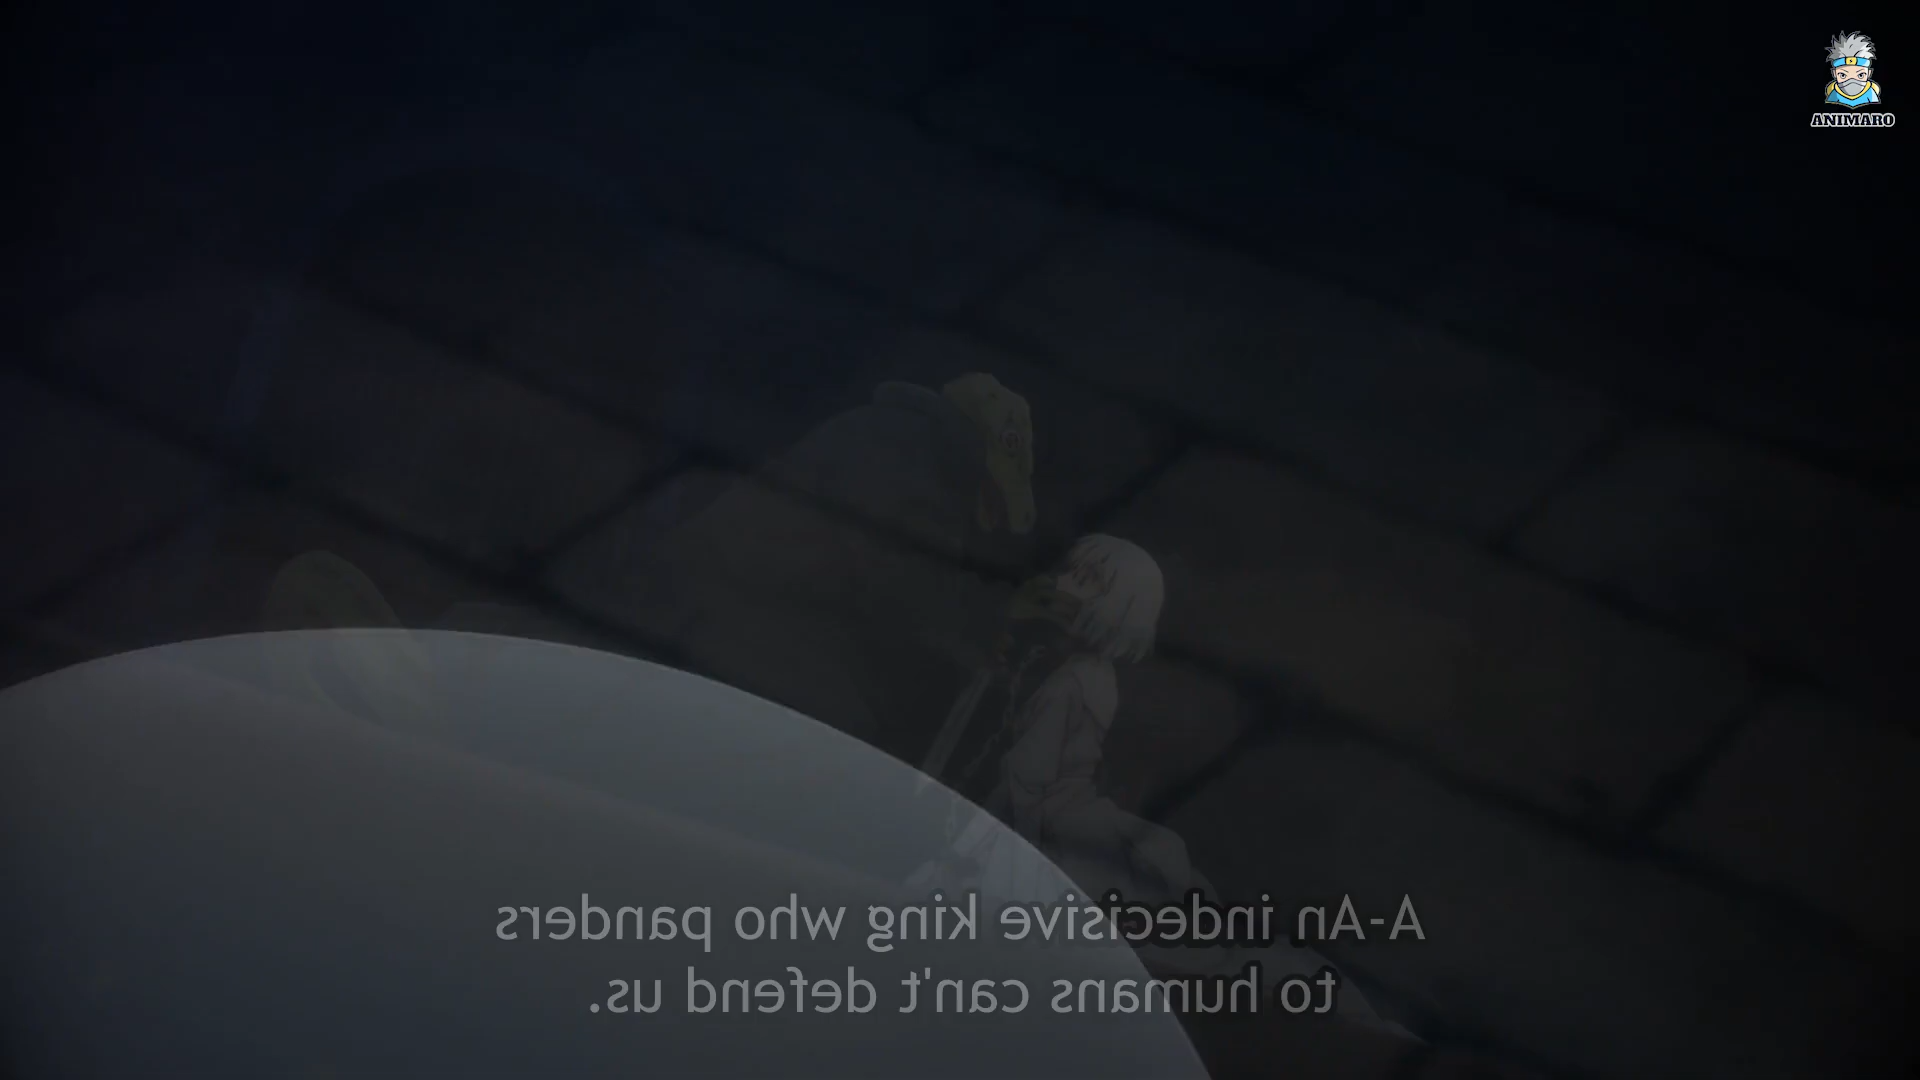 ANIMARO
A-An indecisive king who panders
to humans can't defend us.